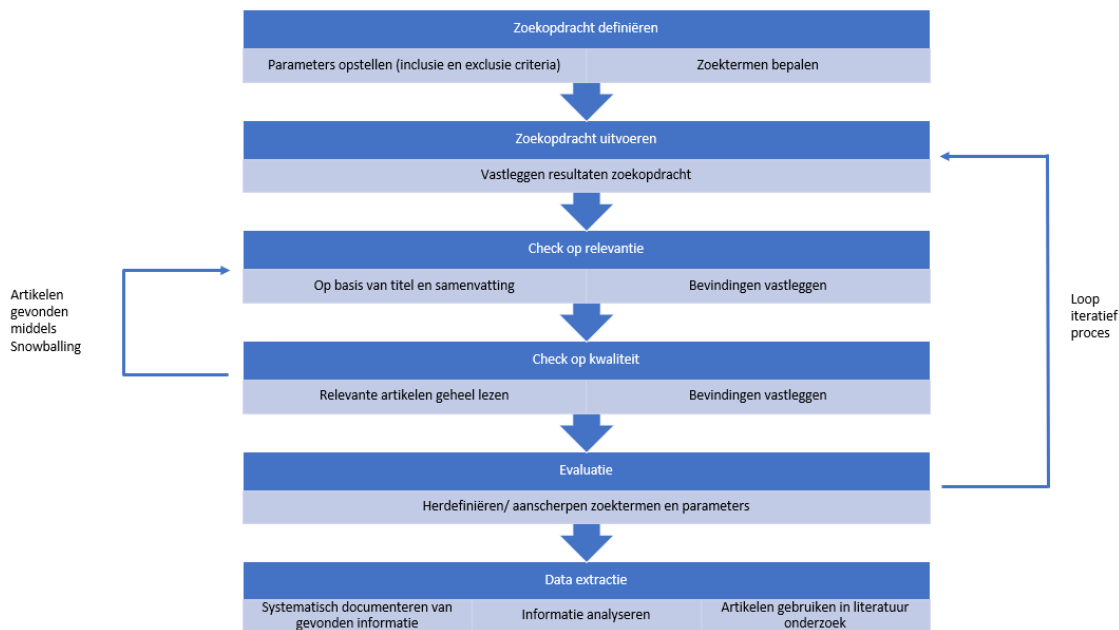 Zoekopdracht definiëren
Parameters opstellen (inclusie en exclusie criteria)
Zoektermen bepalen
Zoekopdracht uitvoeren
Vastleggen resultaten zoekopdracht
Check op relevantie
Op basis van titel en samenvatting
Bevindingen vastleggen
Artikelen
gevonden
middels
Snowballing
Loop
iteratief
proces
Check op kwaliteit
Relevante artikelen geheel lezen
Bevindingen vastleggen
Evaluatie
Herdefiniëren/ aanscherpen zoektermen en parameters
Data extractie
Systematisch documenteren van
gevonden informatie
Informatie analyseren
Artikelen gebruiken in literatuur
onderzoek